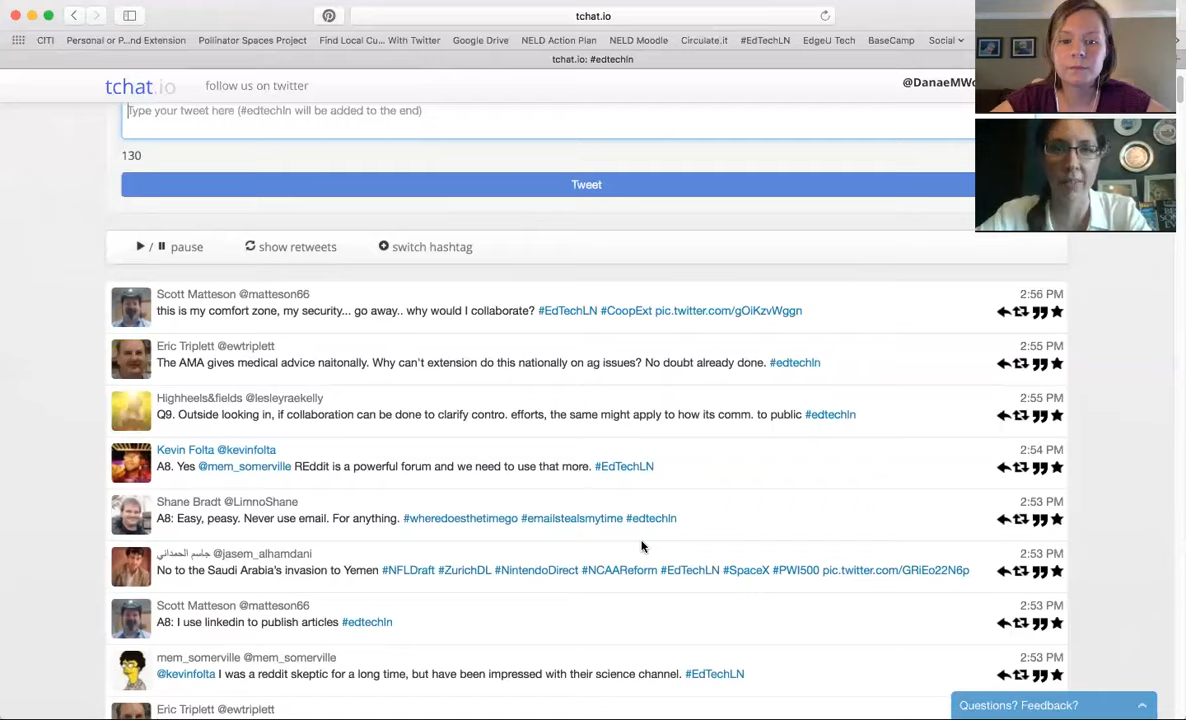 tchat.io
CITI Personal or P...nd Extension Pollinator Spaces Project Find Local Cu... With Twitter Google Drive NELD Action Plan NELD Moodle Circulate.it #EdTechLN EdgeU Tech BaseCamp Social
tchat.io: #edtechln
tchat.io follow us on twitter @DanaeMWo
Type your tweet here (#edtechln will be added to the end)
130
Tweet
/ pause show retweets switch hashtag
Scott Matteson @matteson66 2:56 PM
this is my comfort zone, my security... go away.. why would I collaborate? #EdTechLN #CoopExt pic.twitter.com/gOiKzvWggn
Eric Triplett @ewtriplett 2:55 PM
The AMA gives medical advice naitonally. Why can't extension do this nationally on ag issues? No doubt already done. #edtechln
Highheels&fields @lesleyraekelly 2:55 PM
Q9. Outside looking in, if collaboration can be done to clarify contro. efforts, the same might apply to how its comm. to public #edtechln
Kevin Folta @kevinfolta 2:54 PM
A8. Yes @mem_somerville REddit is a powerful forum and we need to use that more. #EdTechLN
Shane Bradt @LimnoShane 2:53 PM
A8: Easy, peasy. Never use email. For anything. #wheredoesthetimego #emailstealsmytime #edtechln
جاسم الحمداني @jasem_alhamdani 2:53 PM
No to the Saudi Arabia's invasion to Yemen #NFLDraft #ZurichDL #NintendoDirect #NCAAReform #EdTechLN #SpaceX #PWI500 pic.twitter.com/GRiEo22N6p
Scott Matteson @matteson66 2:53 PM
A8: I use linkedin to publish articles #edtechln
mem_somerville @mem_somerville 2:53 PM
@kevinfolta I was a reddit skeptic for a long time, but have been impressed with their science channel. #EdTechLN
Eric Triplett @ewtriplett
Questions? Feedback?